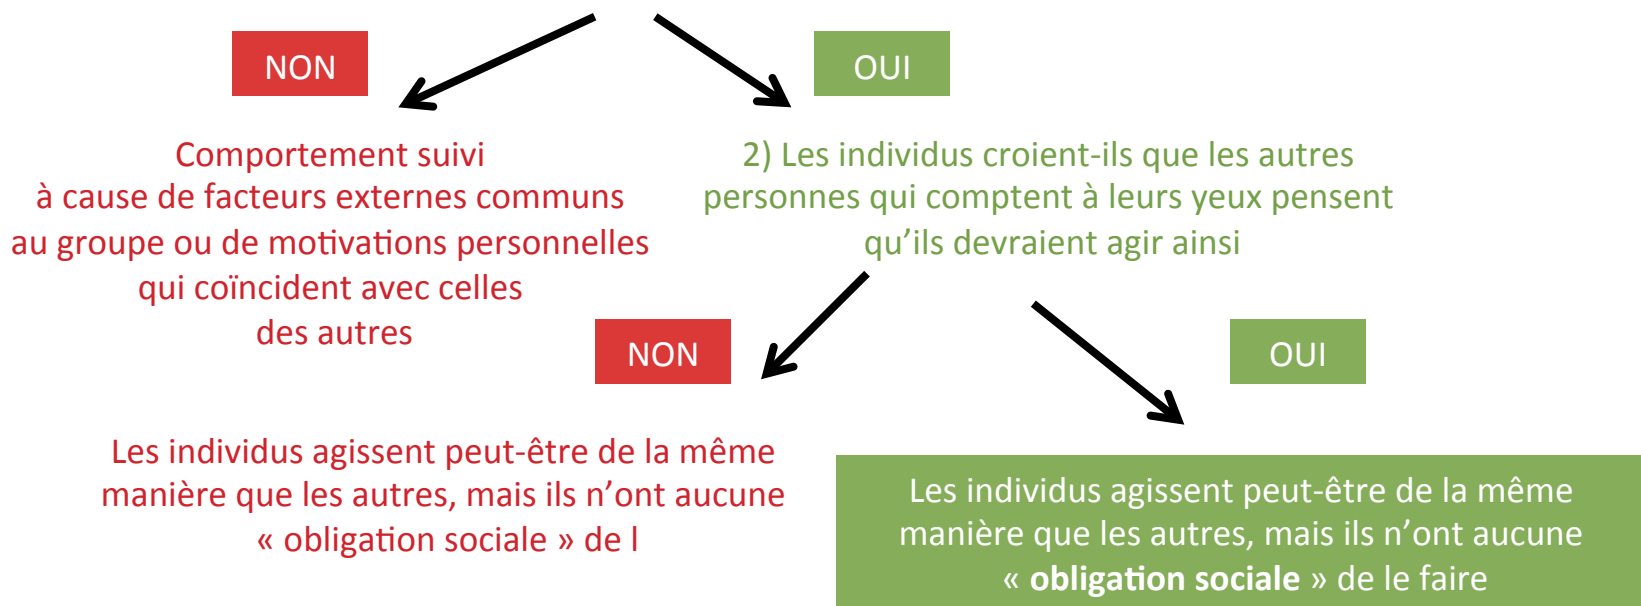 NON
OUI
Comportement suivi
à cause de facteurs externes communs
au groupe ou de motivations personnelles
qui coïncident avec celles
des autres
2) Les individus croient-ils que les autres
personnes qui comptent à leurs yeux pensent
qu’ils devraient agir ainsi
NON
OUI
Les individus agissent peut-être de la même
manière que les autres, mais ils n’ont aucune
« obligation sociale » de l
Les individus agissent peut-être de la même
manière que les autres, mais ils n’ont aucune
« obligation sociale » de le faire